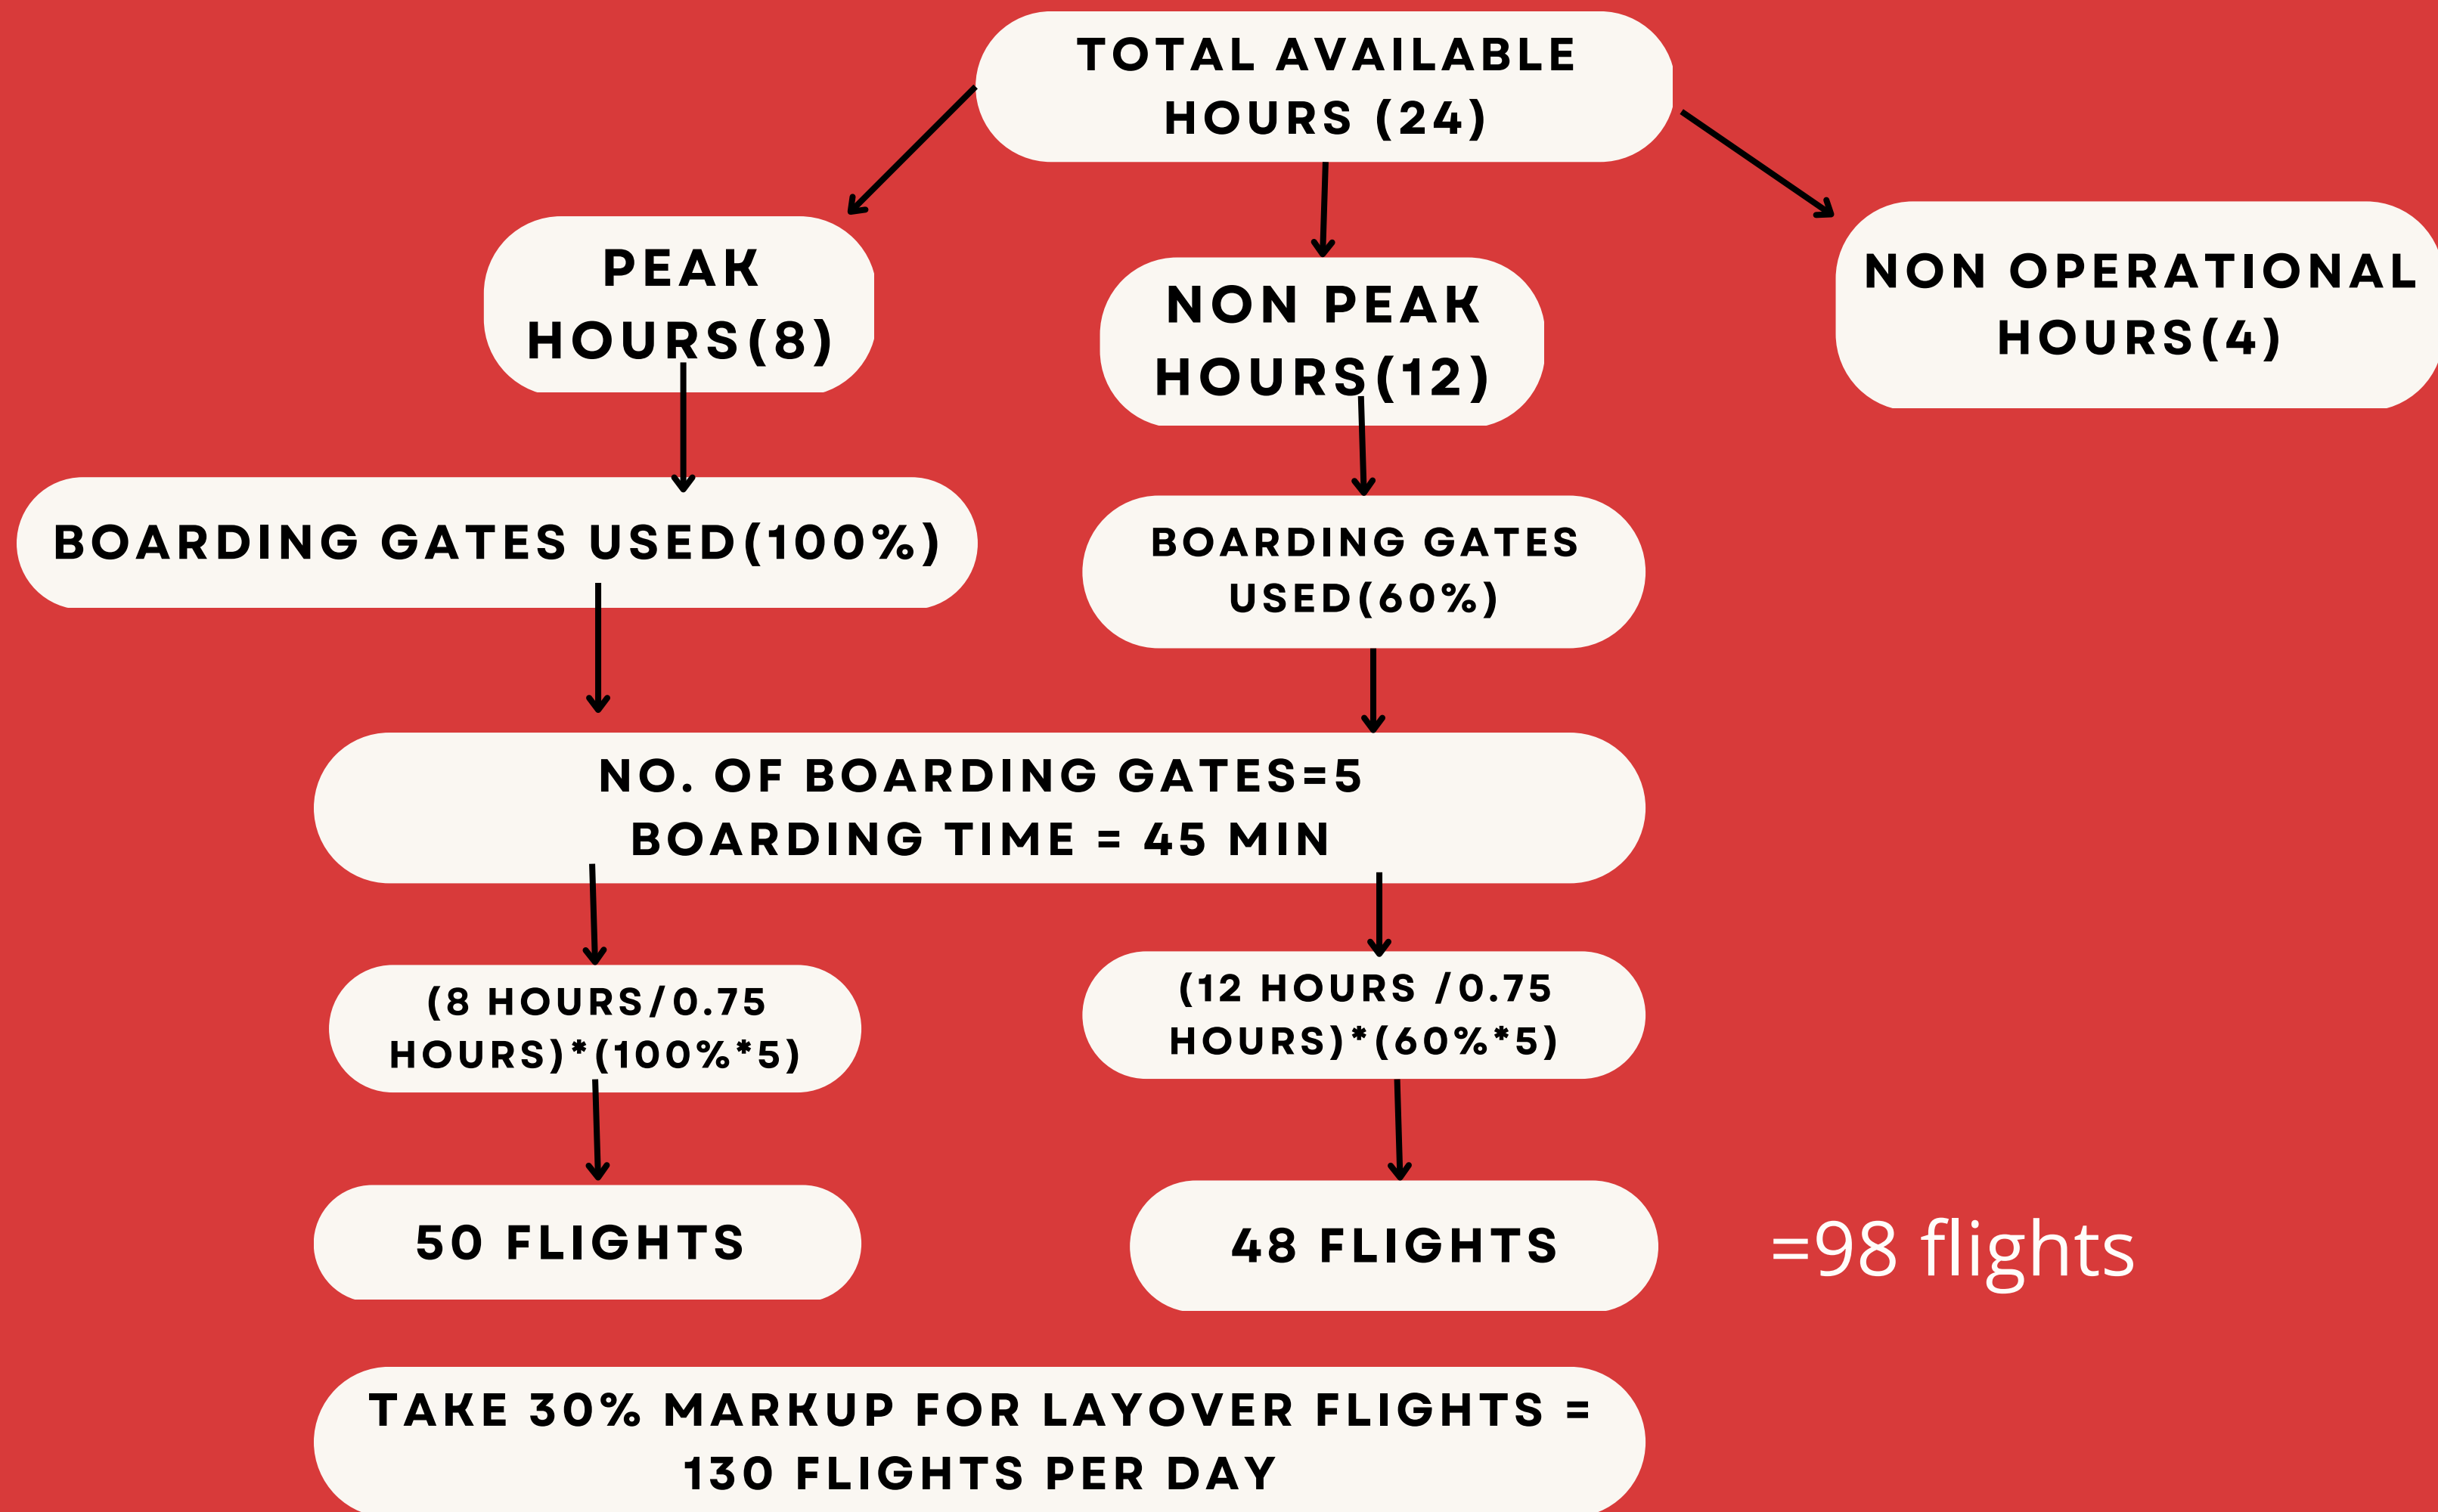 TOTAL AVAILABLE
HOURS (24)
PEAK
HOURS(8)
NON PEAK
HOURS(12)
NON OPERATIONAL
HOURS(4)
BOARDING GATES USED(100%)
BOARDING GATES
USED(60%)
NO. OF BOARDING GATES=5
BOARDING TIME = 45 MIN
(8 HOURS/0.75
HOURS)*(100%*5)
(12 HOURS /0.75
HOURS)*(60%*5)
50 FLIGHTS
48 FLIGHTS
=98 flights
TAKE 30% MARKUP FOR LAYOVER FLIGHTS =
130 FLIGHTS PER DAY